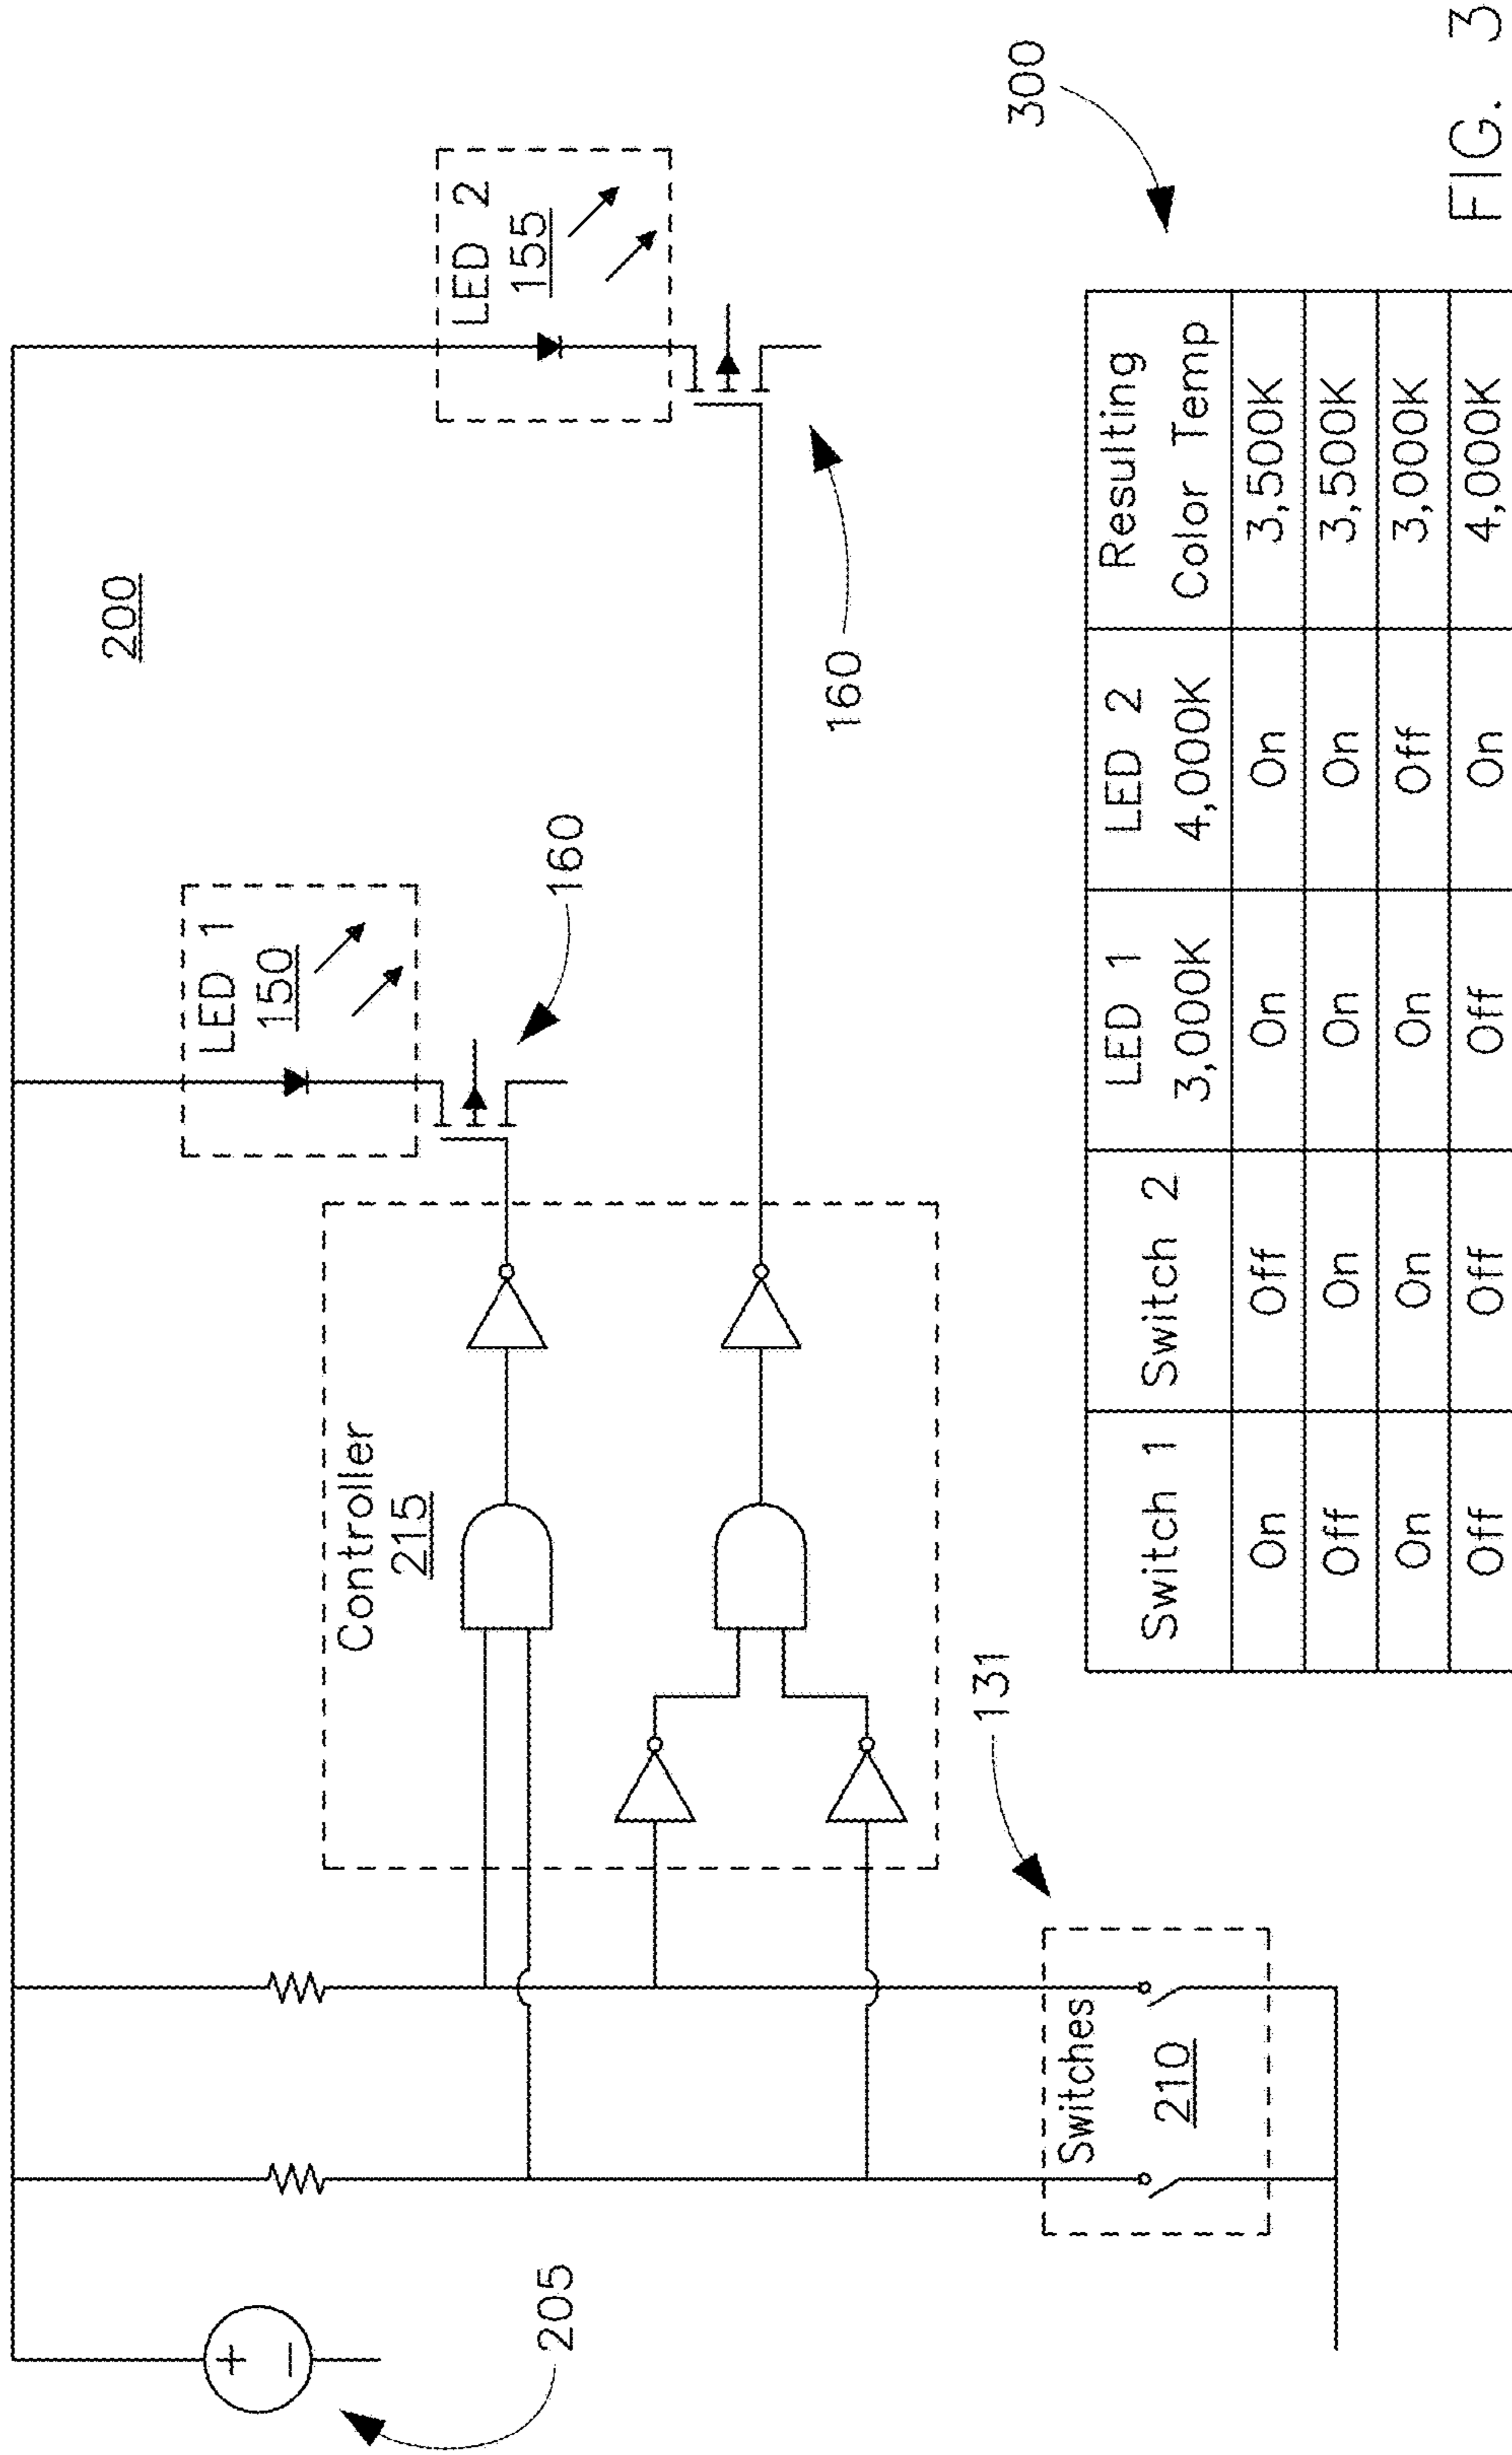 200
LED 1
150
LED 2
155
160
160
Controller
215
Switches
210
131
205
300
Switch 1 Switch 2 LED 1 3,000K LED 2 4,000K Resulting Color Temp
On Off On On 3,500K
Off On On On 3,500K
On On On Off 3,000K
Off Off Off On 4,000K
FIG. 3